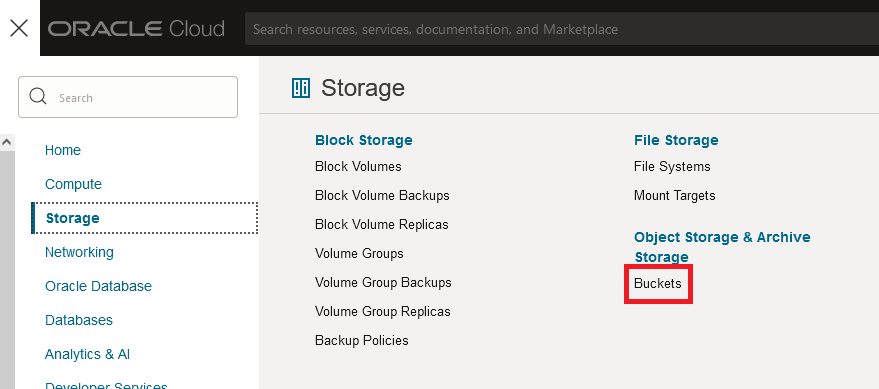 ORACLE Cloud
Search resources, services, documentation, and Marketplace
Search
Home
Compute
Storage
Networking
Oracle Database
Databases
Analytics & AI
Developer Services
Storage
Block Storage
Block Volumes
Block Volume Backups
Block Volume Replicas
Volume Groups
Volume Group Backups
Volume Group Replicas
Backup Policies
File Storage
File Systems
Mount Targets
Object Storage & Archive
Storage
Buckets